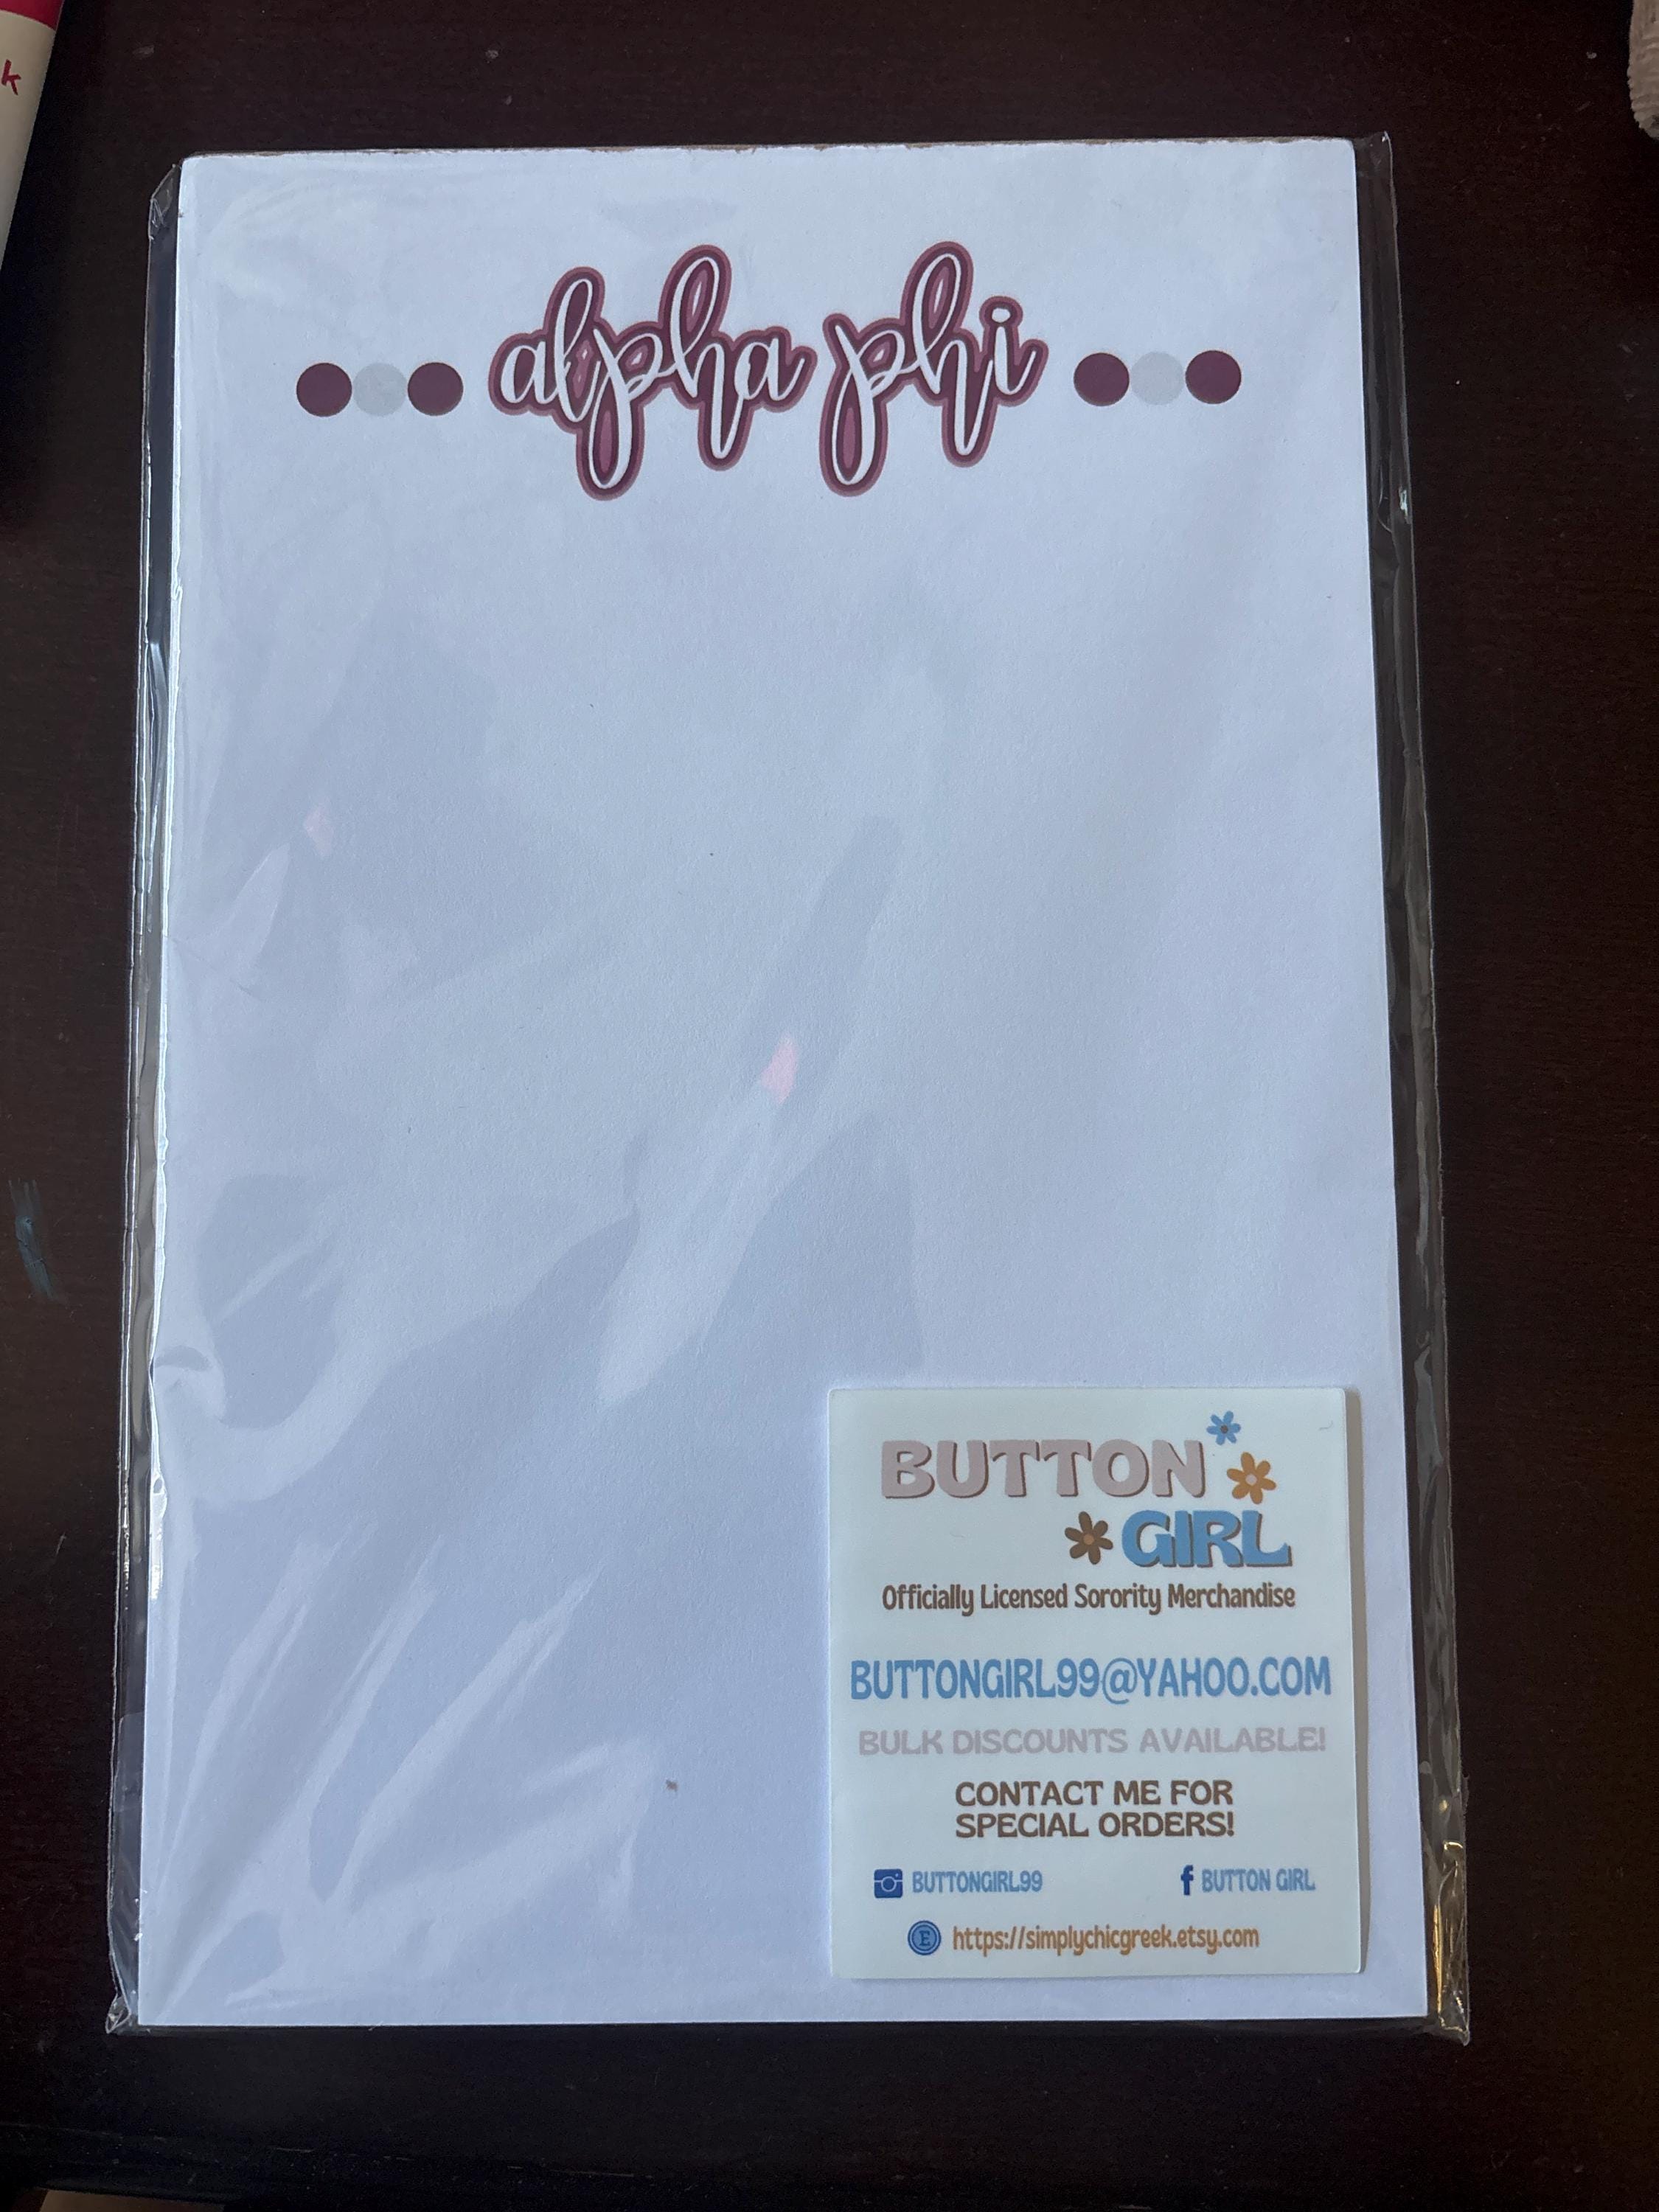 k
alpha phi
BUTTON
GIRL
Officially Licensed Sorority Merchandise
BUTTONGIRL99@YAHOO.COM
BULK DISCOUNTS AVAILABLE!
CONTACT ME FOR
SPECIAL ORDERS!
BUTTONGIRL99
f BUTTON GIRL
E https://simplychicgreek.etsy.com